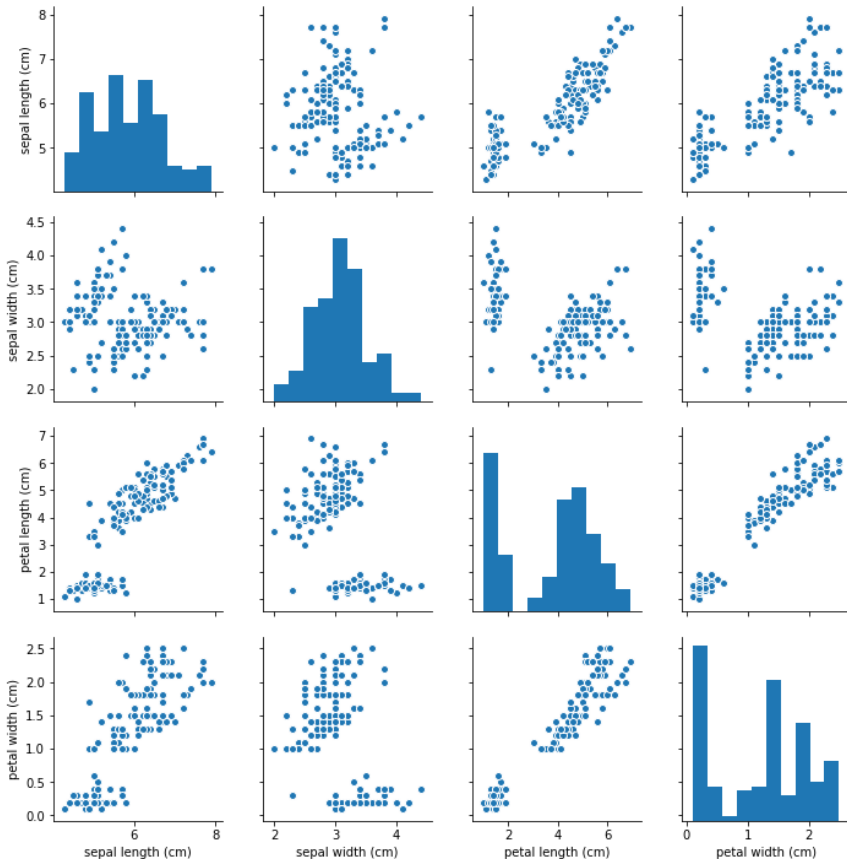 sepal length (cm)
8
7
6
5
sepal width (cm)
4.5
4.0
3.5
3.0
2.5
2.0
petal length (cm)
7
6
5
4
3
2
1
petal width (cm)
2.5
2.0
1.5
1.0
0.5
0.0
6 8
2 3 4
2 4 6
0 1 2
sepal length (cm)
sepal width (cm)
petal length (cm)
petal width (cm)